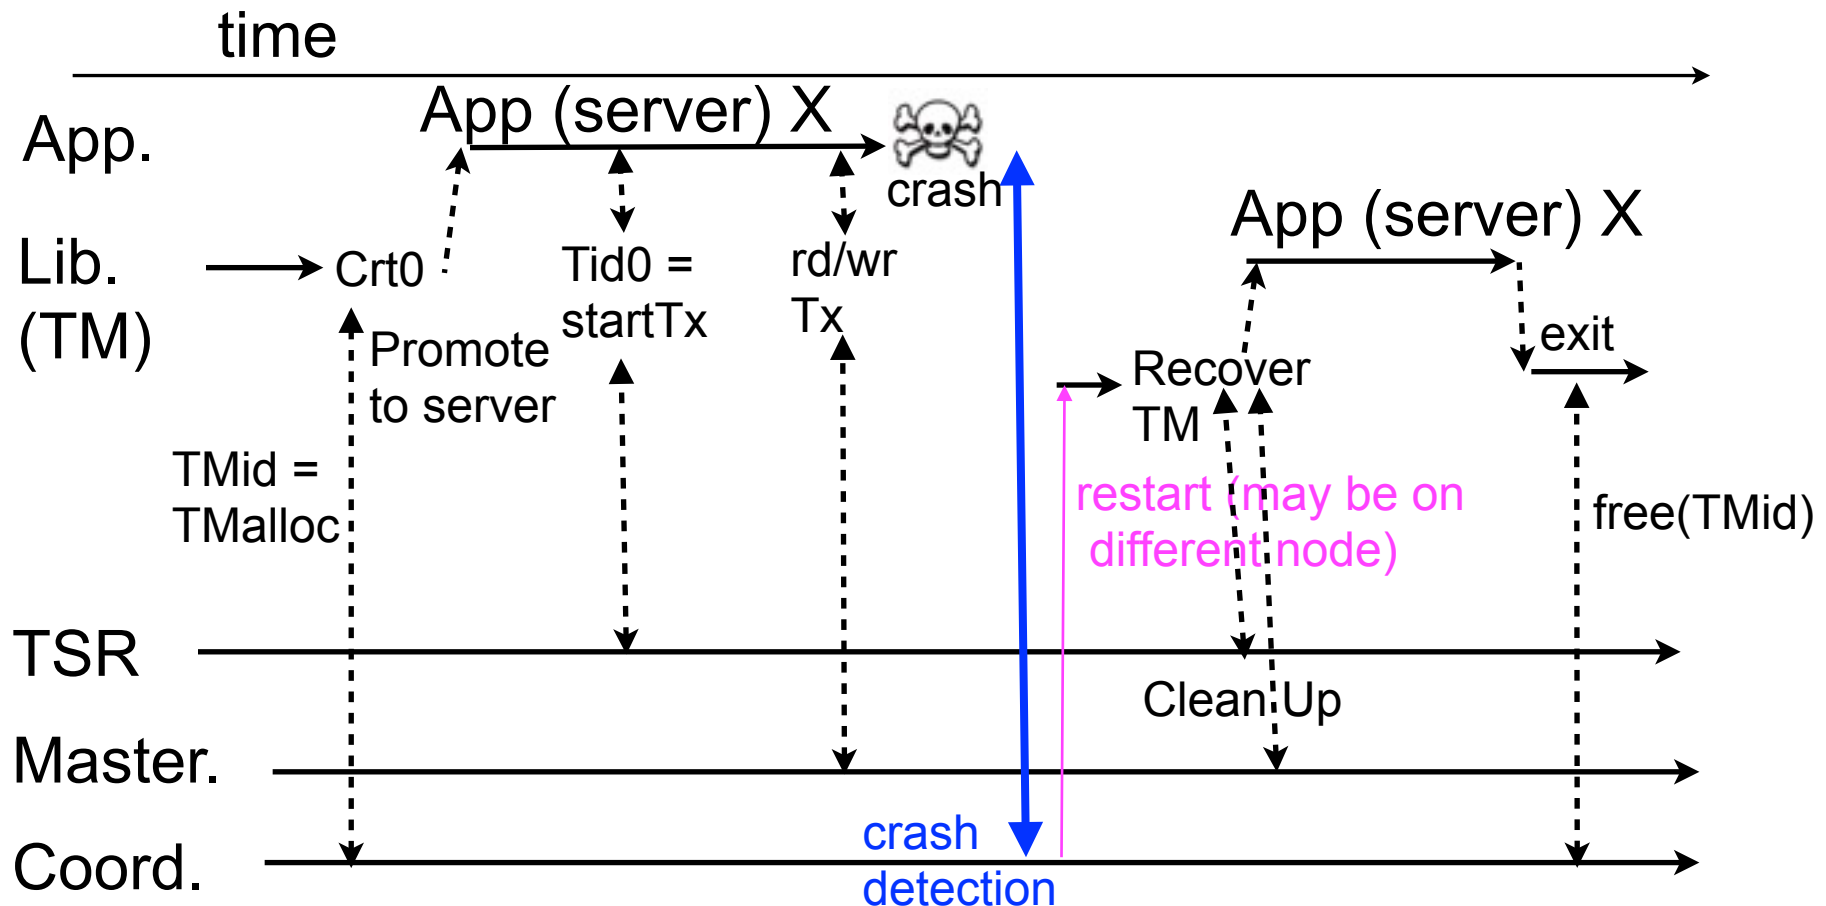 time
App (server) X
App.
crash
App (server) X
Lib.
(TM)
Crt0
Tid0 =
startTx
rd/wr
Tx
Promote
to server
exit
Recover
TM
TMid =
TMalloc
restart (may be on
different node)
free(TMid)
TSR
Clean Up
Master.
crash
detection
Coord.